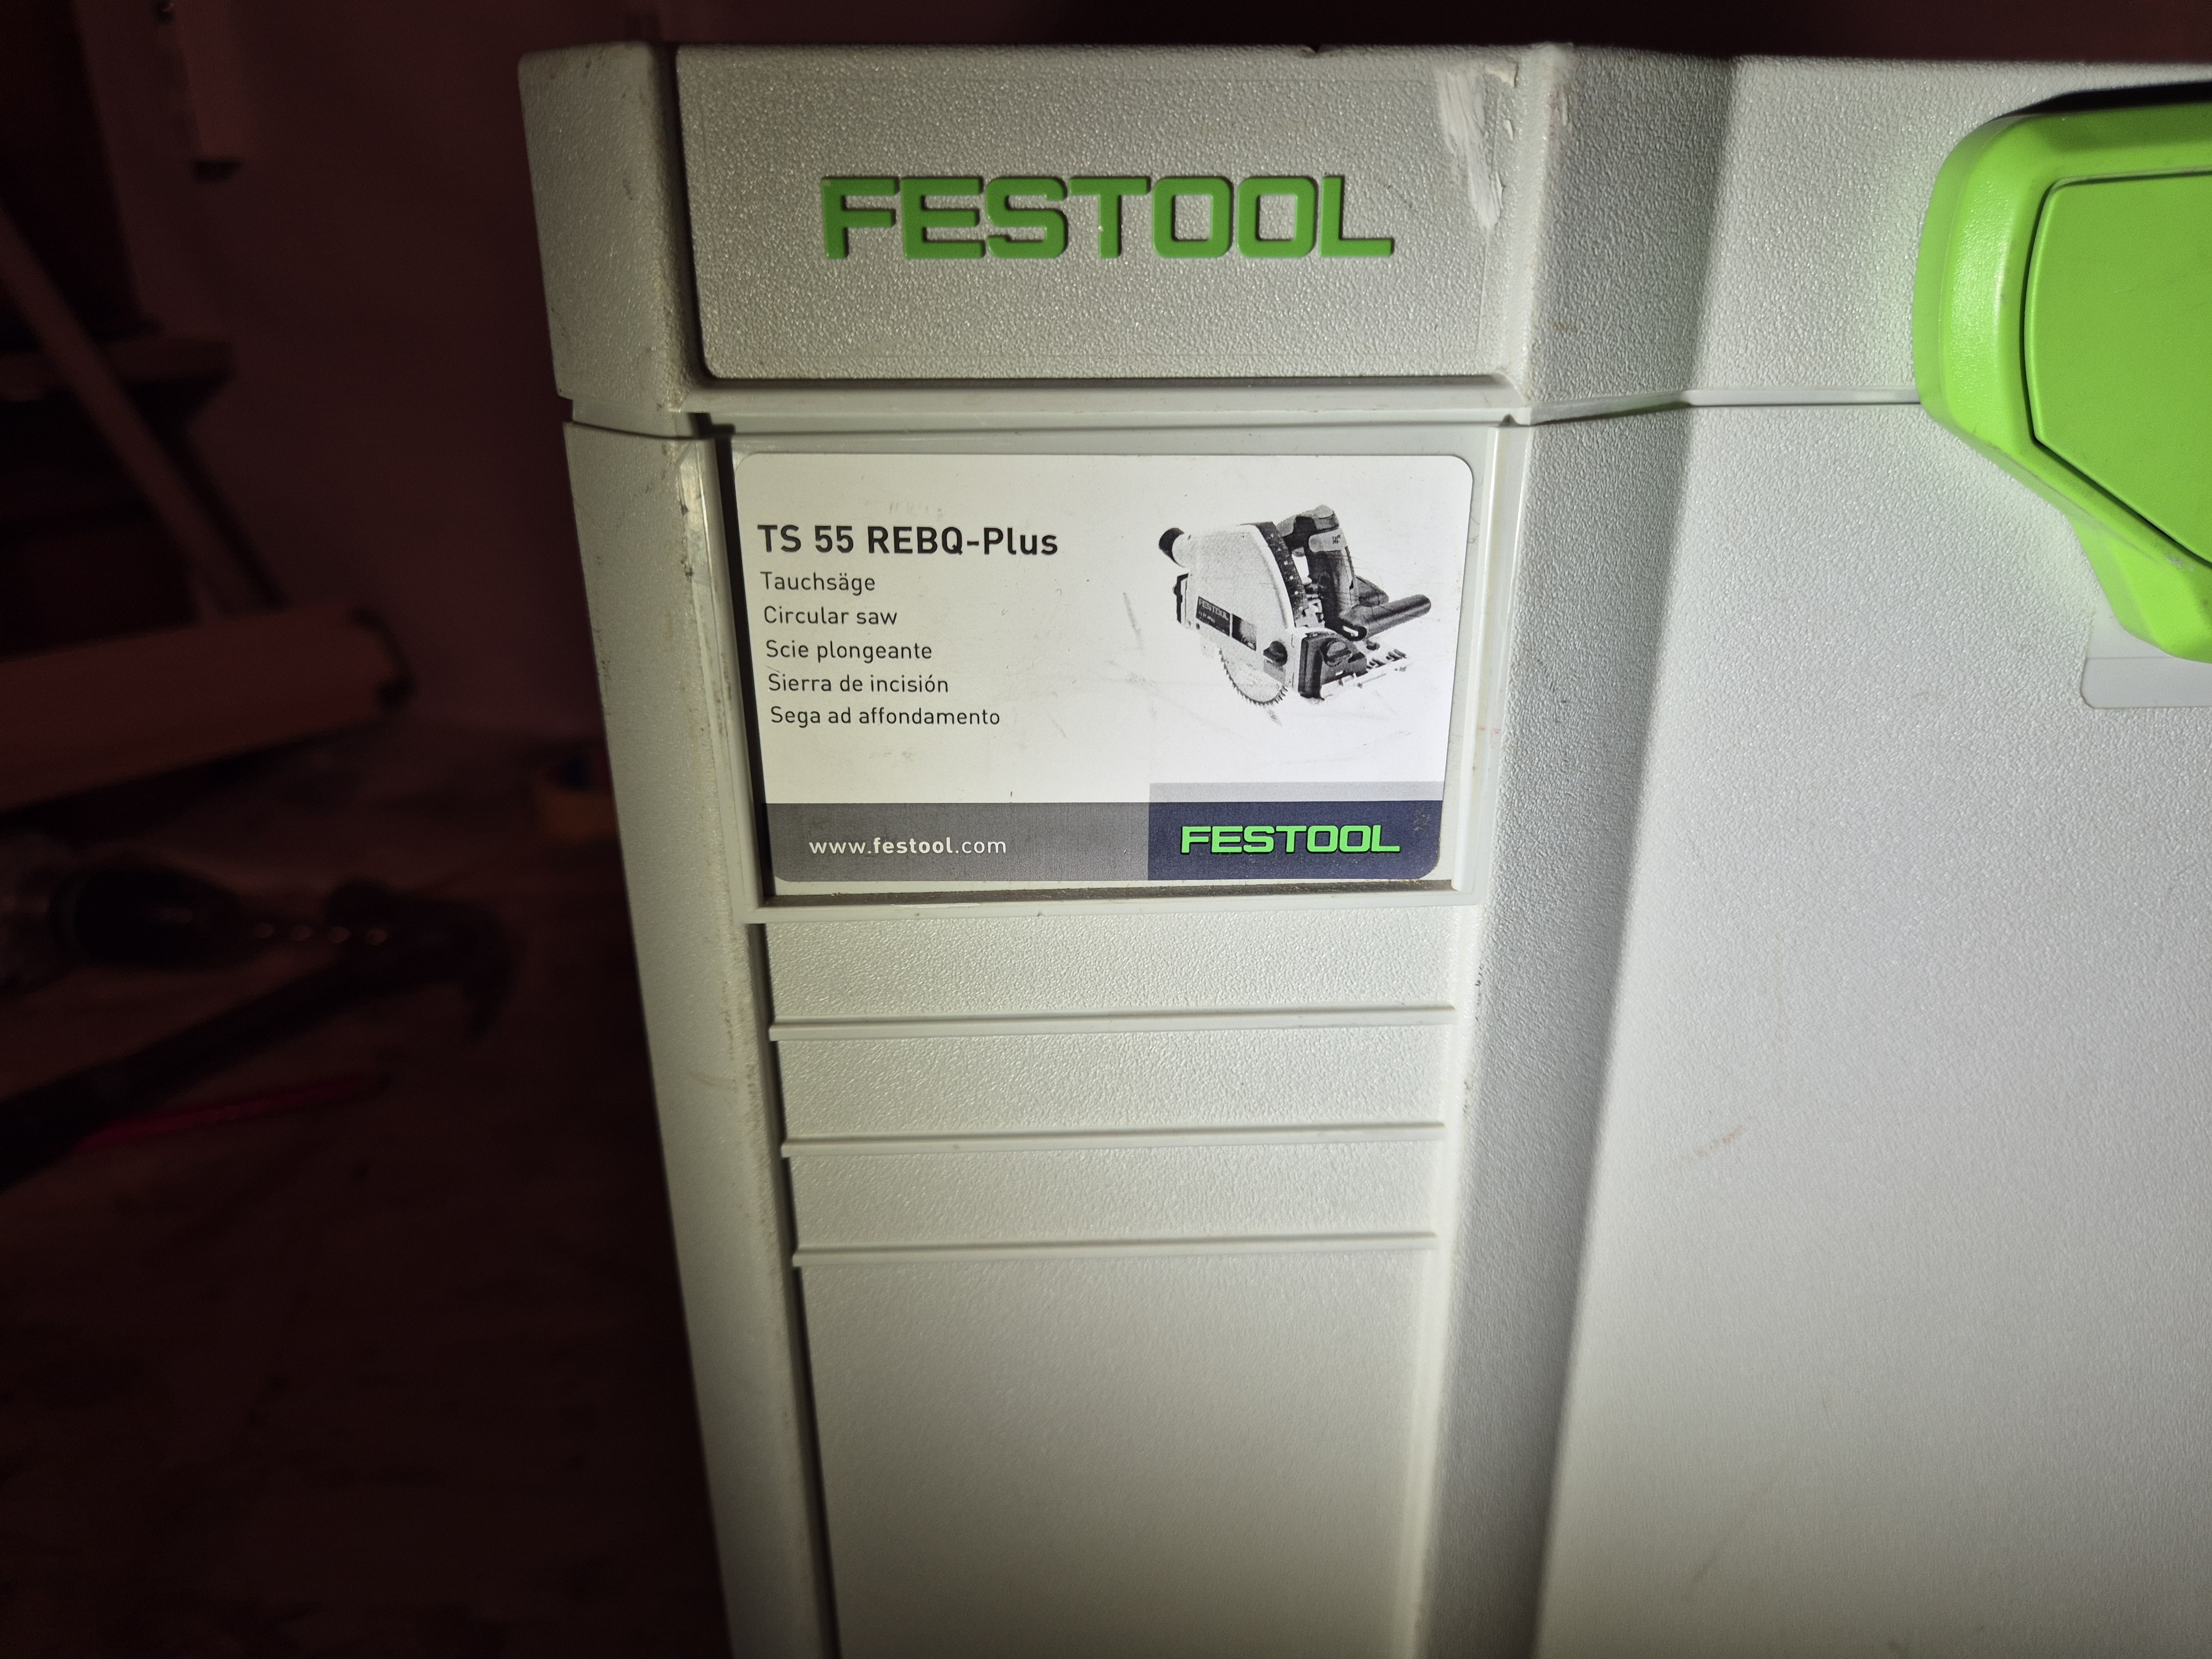 FESTOOL
TS 55 REBQ-Plus
Tauchsäge
Circular saw
Scie plongeante
Sierra de incisión
Sega ad affondamento
www.festool.com
FESTOOL